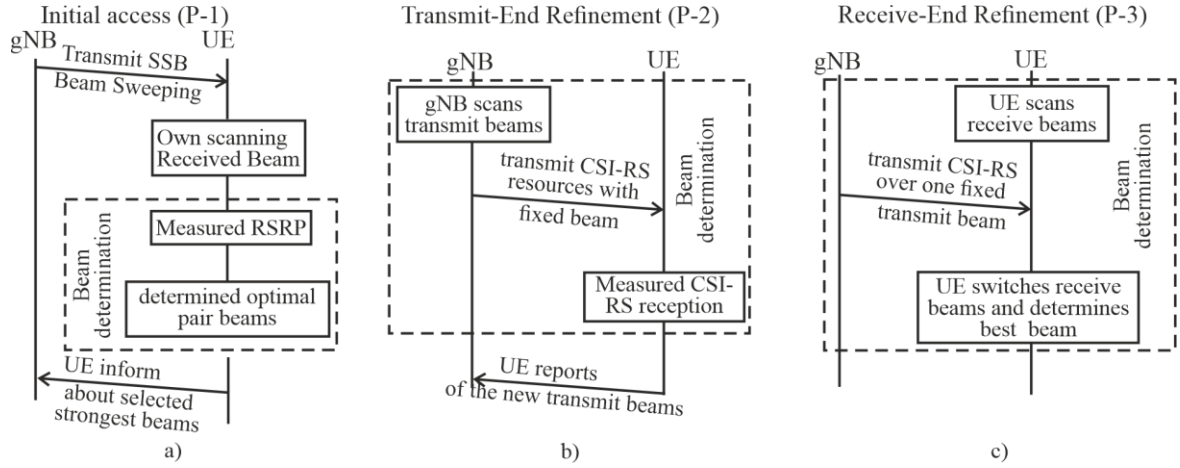 Initial access (P-1)
gNB
UE
Transmit SSB
Beam Sweeping
Own scanning
Received Beam
Measured RSRP
Beam
determination
determined optimal
pair beams
UE inform
about selected
strongest beams
a)
Transmit-End Refinement (P-2)
gNB
UE
gNB scans
transmit beams
transmit CSI-RS
resources with
fixed beam
Beam
determination
Measured CSI-
RS reception
UE reports
of the new transmit beams
b)
Receive-End Refinement (P-3)
gNB
UE
UE scans
receive beams
transmit CSI-RS
over one fixed
transmit beam
Beam
determination
UE switches receive
beams and determines
best beam
c)